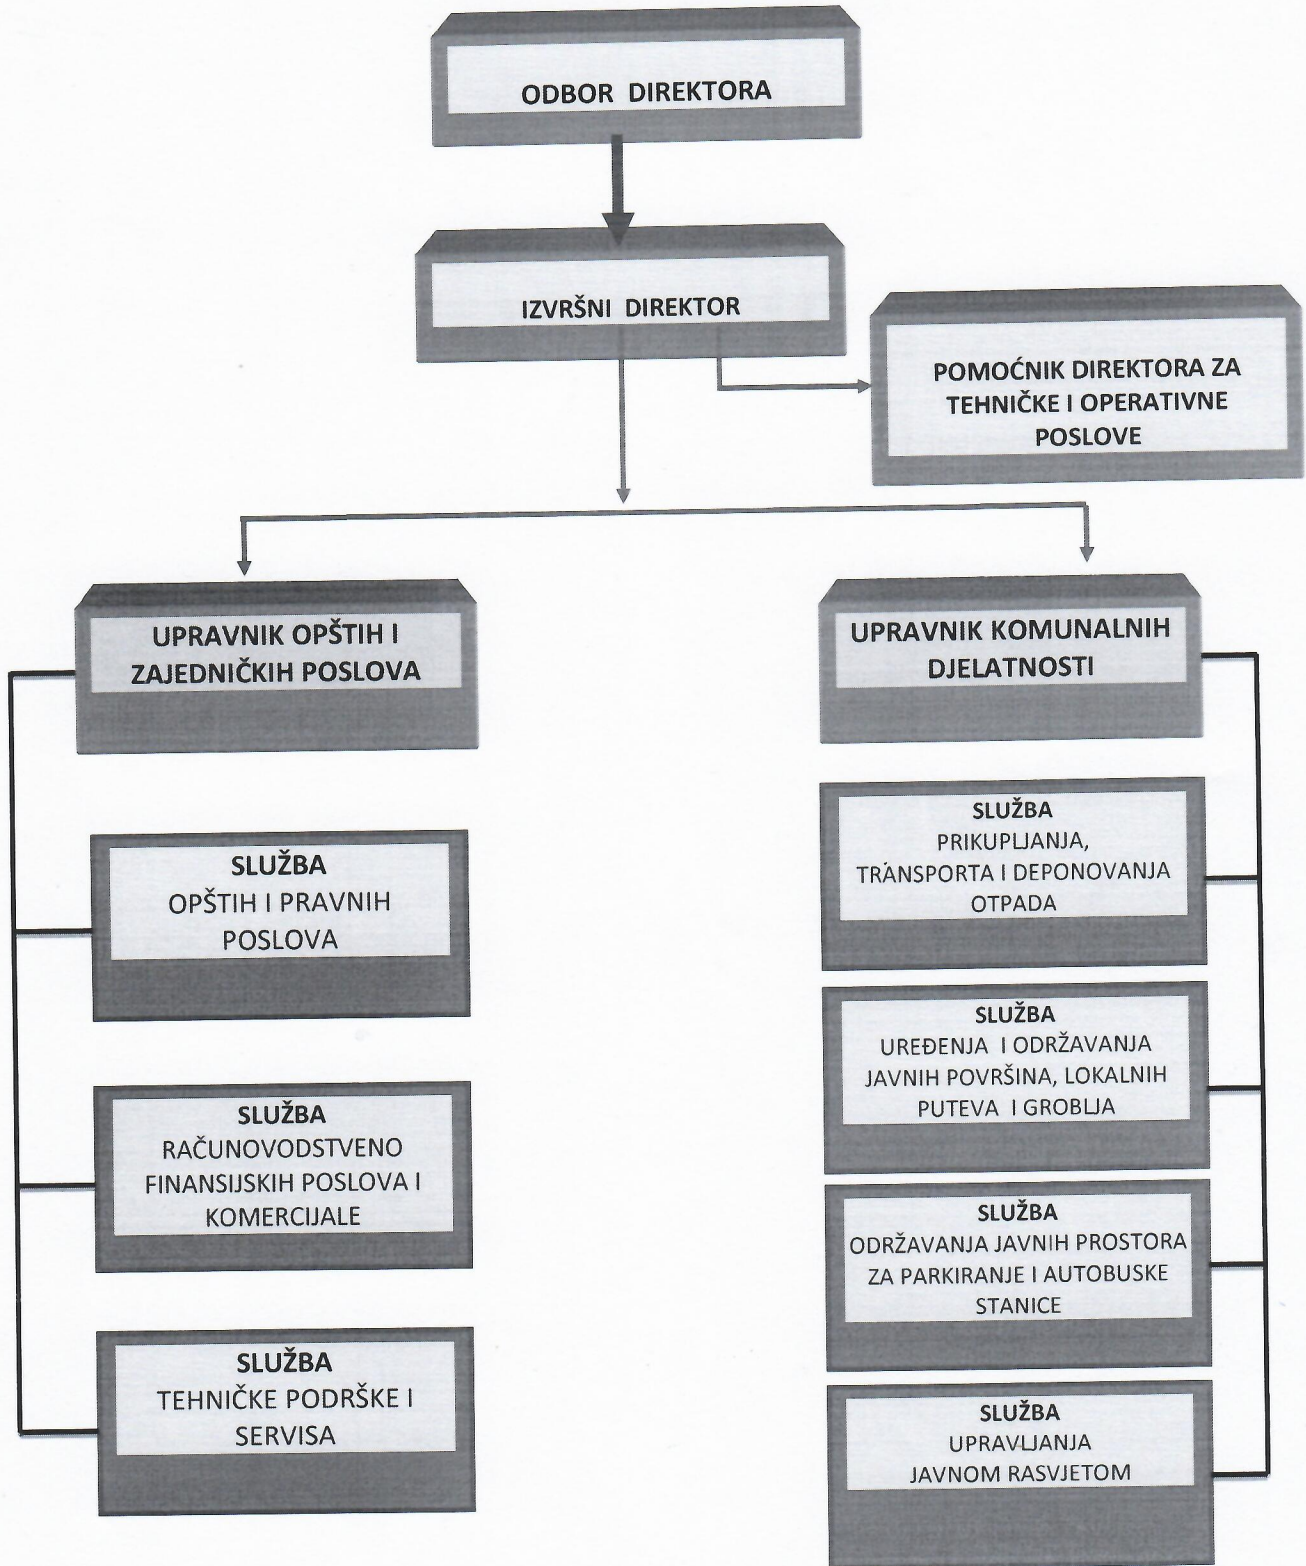 ODBOR DIREKTORA
IZVRŠNI DIREKTOR
POMOĆNIK DIREKTORA ZA
TEHNIČKE I OPERATIVNE
POSLOVE
UPRAVNIK OPŠTIH I
ZAJEDNIČKIH POSLOVA
SLUŽBA
OPŠTIH I PRAVNIH
POSLOVA
SLUŽBA
RAČUNOVODSTVENO
FINANSIJSKIH POSLOVA I
KOMERCIJALE
SLUŽBA
TEHNIČKE PODRŠKE I
SERVISA
UPRAVNIK KOMUNALNIH
DJELATNOSTI
SLUŽBA
PRIKUPLJANJA,
TRANSPORTA I DEPONOVANJA
OTPADA
SLUŽBA
UREĐENJA I ODRŽAVANJA
JAVNIH POVRŠINA, LOKALNIH
PUTEVA I GROBLJA
SLUŽBA
ODRŽAVANJA JAVNIH PROSTORA
ZA PARKIRANJE I AUTOBUSKE
STANICE
SLUŽBA
UPRAVLJANJA
JAVNOM RASVJETOM